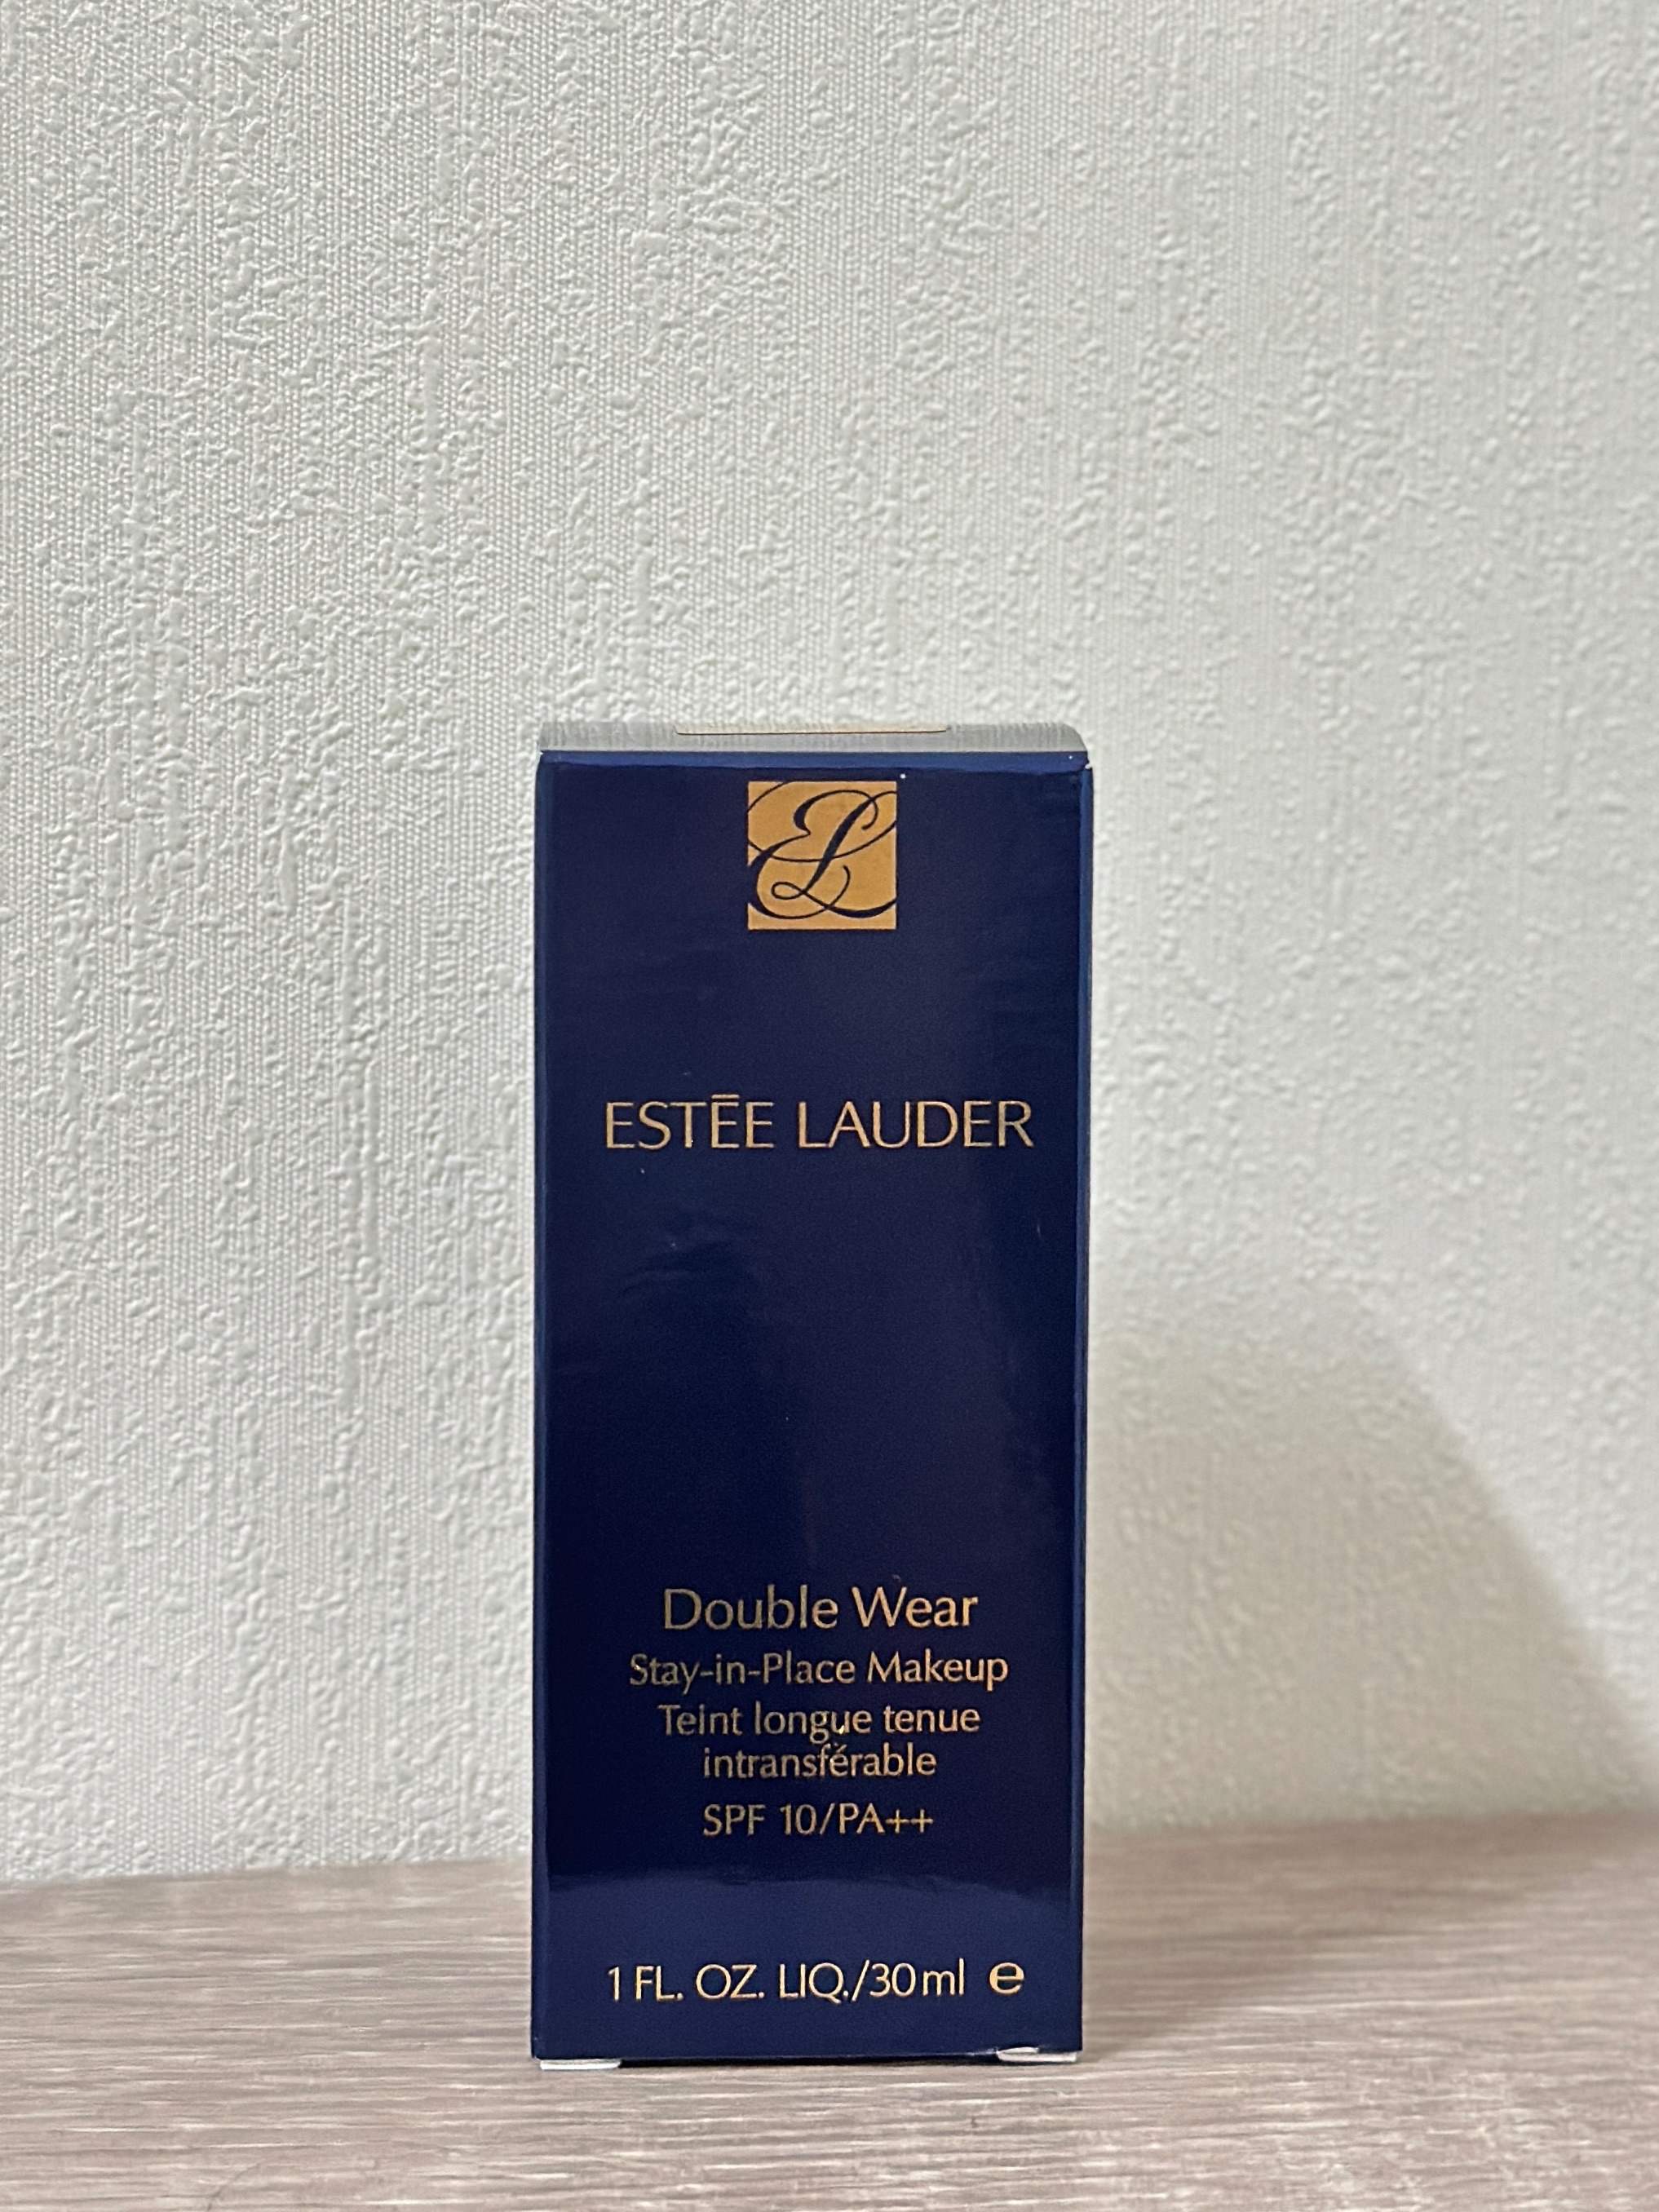 EL
ESTĒE LAUDER
Double Wear
Stay-in-Place Makeup
Teint longue tenue
intransférable
SPF 10/PA++
1 FL. OZ. LIQ./30ml e